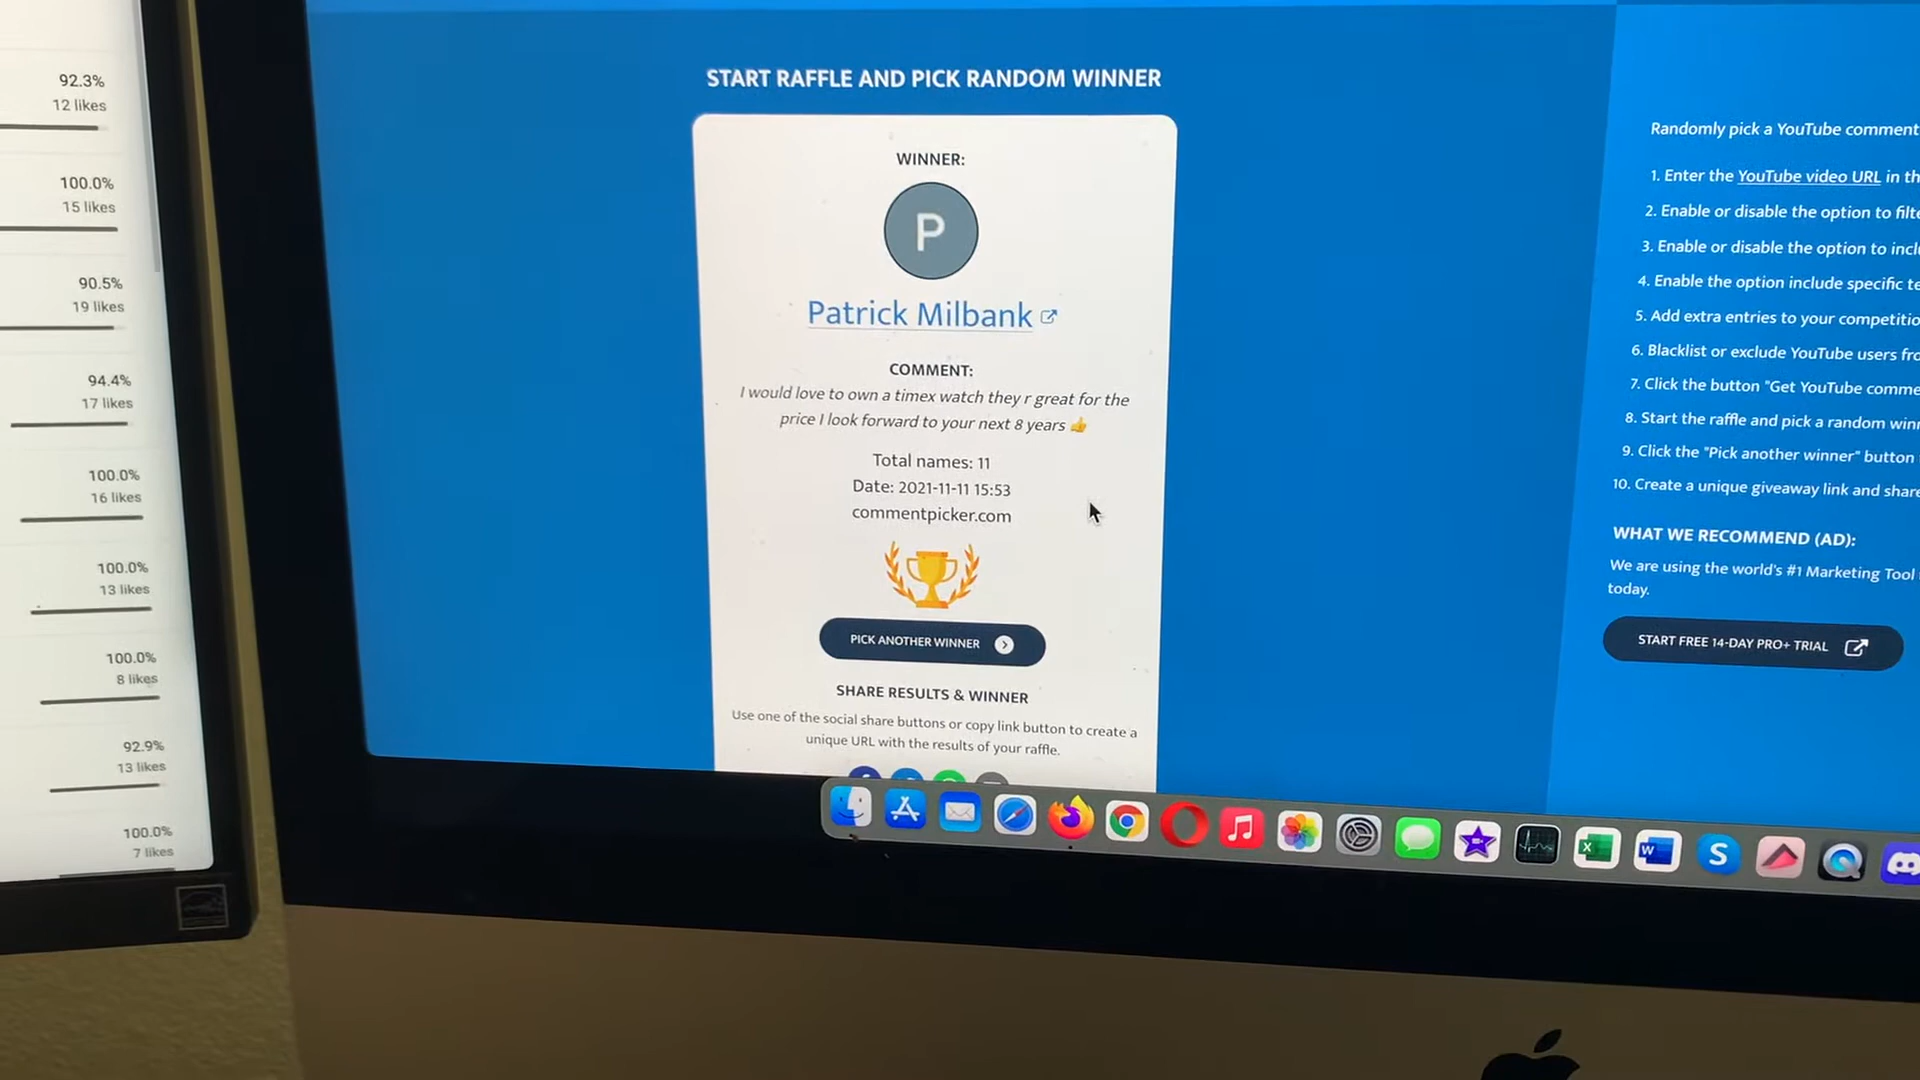 92.3%
12 likes
100.0%
15 likes
90.5%
19 likes
94.4%
17 likes
100.0%
16 likes
100.0%
13 likes
100.0%
8 likes
92.9%
13 likes
100.0%
7 likes
START RAFFLE AND PICK RANDOM WINNER
WINNER:
P
Patrick Milbank
COMMENT:
I would love to own a timex watch they r great for the
price I look forward to your next 8 years 👍
Total names: 11
Date: 2021-11-11 15:53
commentpicker.com
PICK ANOTHER WINNER
SHARE RESULTS & WINNER
Use one of the social share buttons or copy link button to create a
unique URL with the results of your raffle.
Randomly pick a YouTube comment
1. Enter the YouTube video URL in th
2. Enable or disable the option to filte
3. Enable or disable the option to inclu
4. Enable the option include specific te
5. Add extra entries to your competitio
6. Blacklist or exclude YouTube users fro
7. Click the button "Get YouTube comme
8. Start the raffle and pick a random winn
9. Click the "Pick another winner" button
10. Create a unique giveaway link and share
WHAT WE RECOMMEND (AD):
We are using the world's #1 Marketing Tool
today.
START FREE 14-DAY PRO+ TRIAL
X
W
S